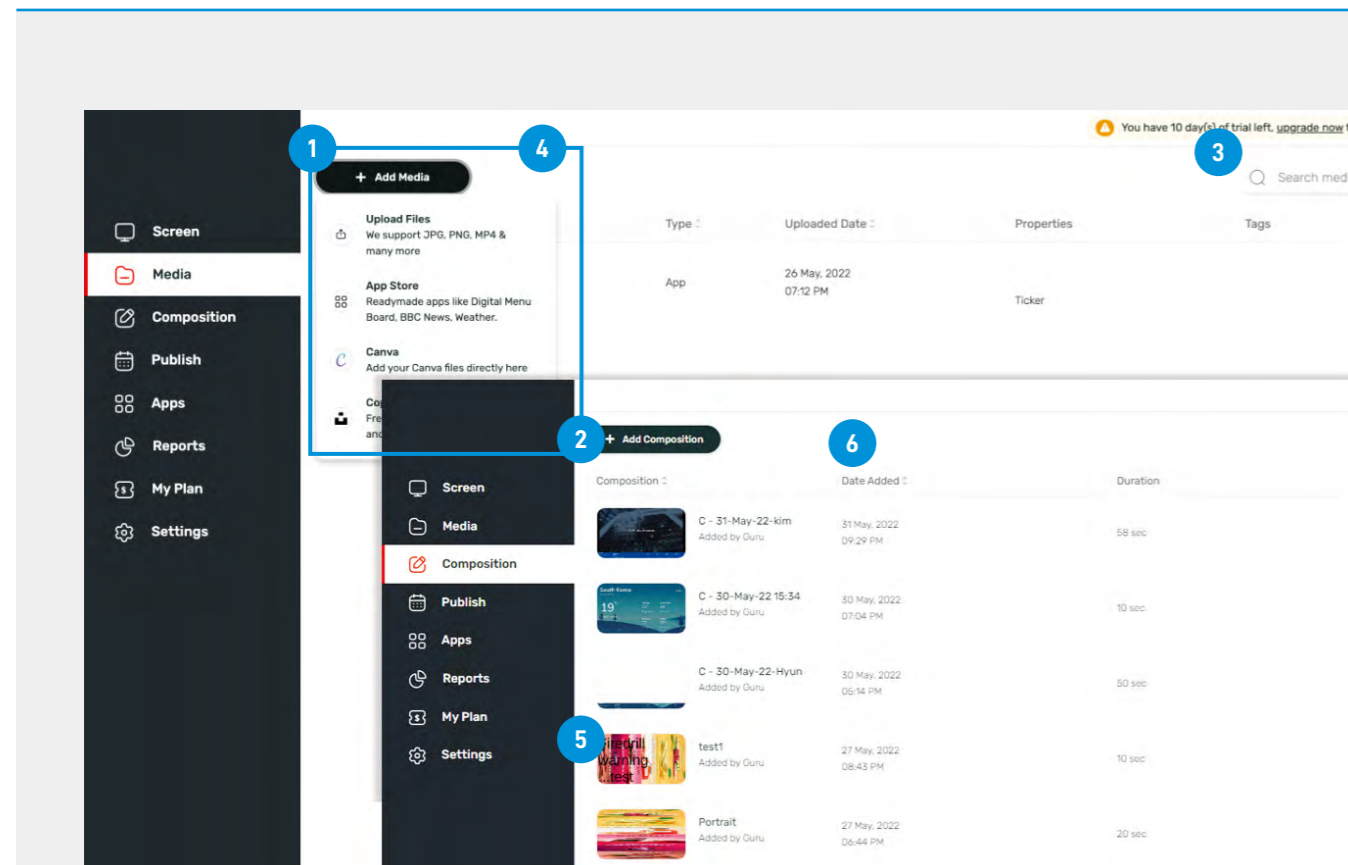 You have 10 day(s) of trial left, upgrade now
1
4
3
+ Add Media
Search med
Screen
Media
Composition
Publish
Apps
Reports
My Plan
Settings
Upload Files
We support JPG, PNG, MP4 &
many more
App Store
Readymade apps like Digital Menu
Board, BBC News, Weather.
Canva
Add your Canva files directly here
Type
Uploaded Date
Properties
Tags
App
26 May, 2022
07:12 PM
Ticker
2
+ Add Composition
6
Screen
Media
Composition
Publish
Apps
Reports
My Plan
Settings
Composition
Date Added
Duration
C - 31-May-22-kim
Added by Guru
31 May, 2022
09:29 PM
58 sec
South Korea
19
C - 30-May-22 15:34
Added by Guru
30 May, 2022
07:04 PM
10 sec
C - 30-May-22-Hyun
Added by Guru
30 May, 2022
05:14 PM
50 sec
5
Firedrill
warning
...test
test1
Added by Guru
27 May, 2022
08:43 PM
10 sec
Portrait
Added by Guru
27 May, 2022
06:44 PM
20 sec